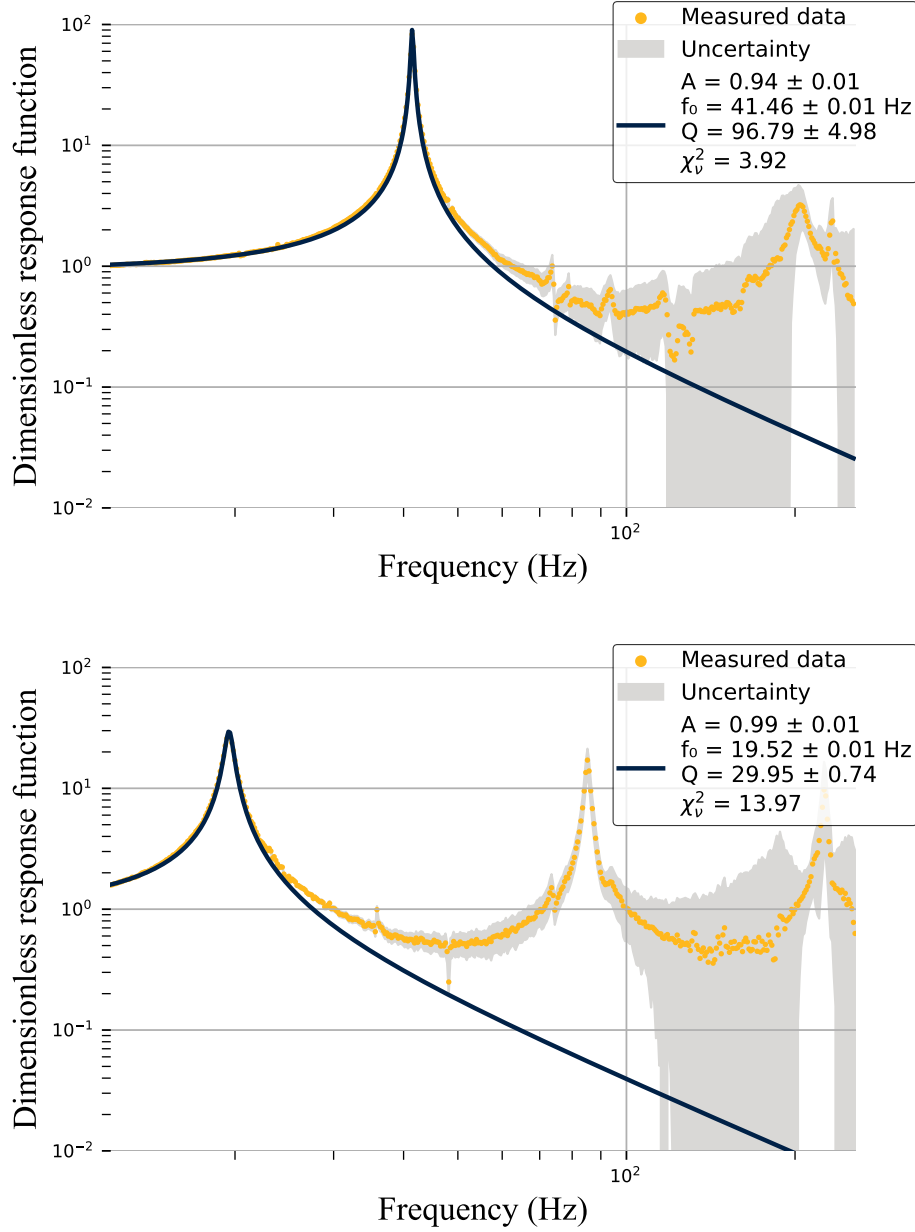 Measured data
Uncertainty
A = 0.94 ± 0.01
f₀ = 41.46 ± 0.01 Hz
Q = 96.79 ± 4.98
χ²ᵥ = 3.92
Dimensionless response function
10²
10¹
10⁰
10⁻¹
10⁻²
10²
Frequency (Hz)
Measured data
Uncertainty
A = 0.99 ± 0.01
f₀ = 19.52 ± 0.01 Hz
Q = 29.95 ± 0.74
χ²ᵥ = 13.97
Dimensionless response function
10²
10¹
10⁰
10⁻¹
10⁻²
10²
Frequency (Hz)